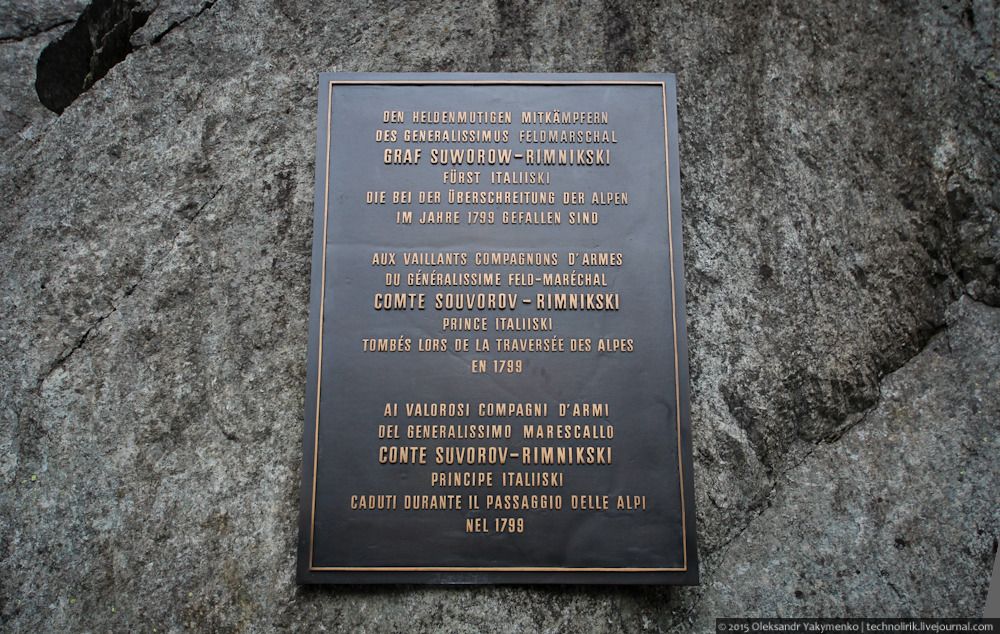 DEN HELDENMUTIGEN MITKÄMPFERN
DES GENERALISSIMUS FELDMARSCHAL
GRAF SUWOROW-RIMNIKSKI
FÜRST ITALIISKI
DIE BEI DER ÜBERSCHREITUNG DER ALPEN
IM JAHRE 1799 GEFALLEN SIND
AUX VAILLANTS COMPAGNONS D'ARMES
DU GÉNÉRALISSIME FELD-MARÉCHAL
COMTE SOUVOROV-RIMNIKSKI
PRINCE ITALIISKI
TOMBÉS LORS DE LA TRAVERSÉE DES ALPES
EN 1799
AI VALOROSI COMPAGNI D'ARMI
DEL GENERALISSIMO MARESCALLO
CONTE SUVOROV-RIMNIKSKI
PRINCIPE ITALIISKI
CADUTI DURANTE IL PASSAGGIO DELLE ALPI
NEL 1799
© 2015 Oleksandr Yakymenko | technolirik.livejournal.com